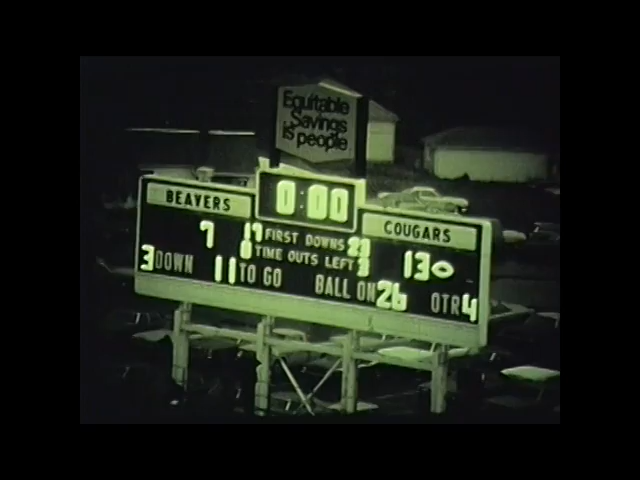 Equitable
Savings
is people
0:00
BEAVERS
COUGARS
7 17 FIRST DOWNS 13
TIME OUTS LEFT 3
3 DOWN 11 TO GO BALL ON 26 QTR 4